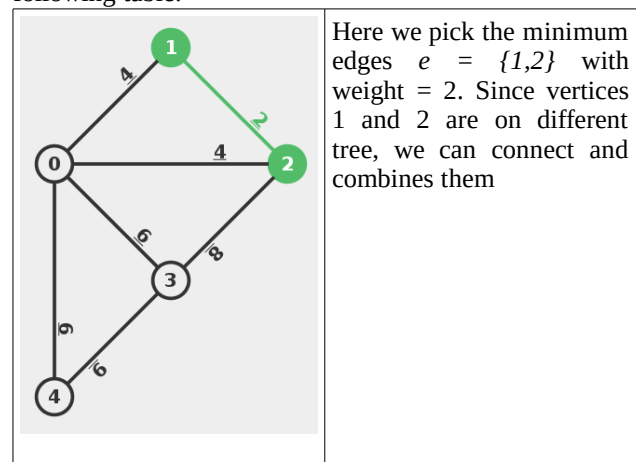 following table:
1
4
2
0
4
2
6
8
3
6
9
4
Here we pick the minimum
edges e = {1,2} with
weight = 2. Since vertices
1 and 2 are on different
tree, we can connect and
combines them